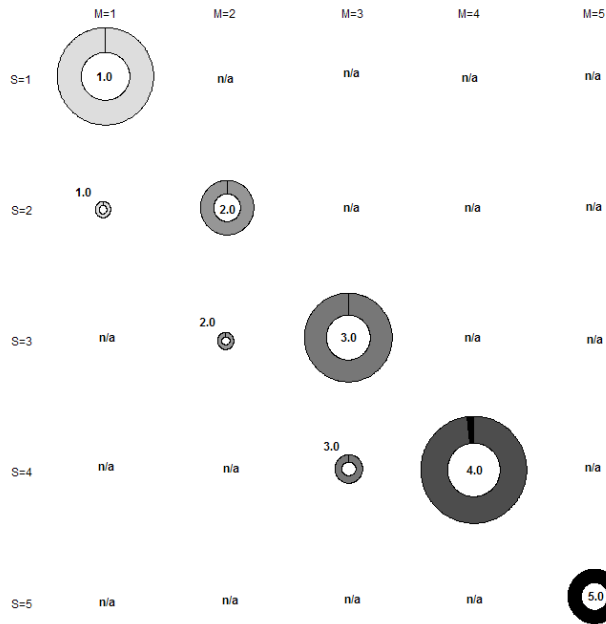 M=1 M=2 M=3 M=4 M=5
S=1 1.0 n/a n/a n/a n/a
1.0
S=2 2.0 n/a n/a n/a
2.0
S=3 n/a 3.0 n/a n/a
3.0
S=4 n/a n/a 4.0 n/a
S=5 n/a n/a n/a n/a 5.0